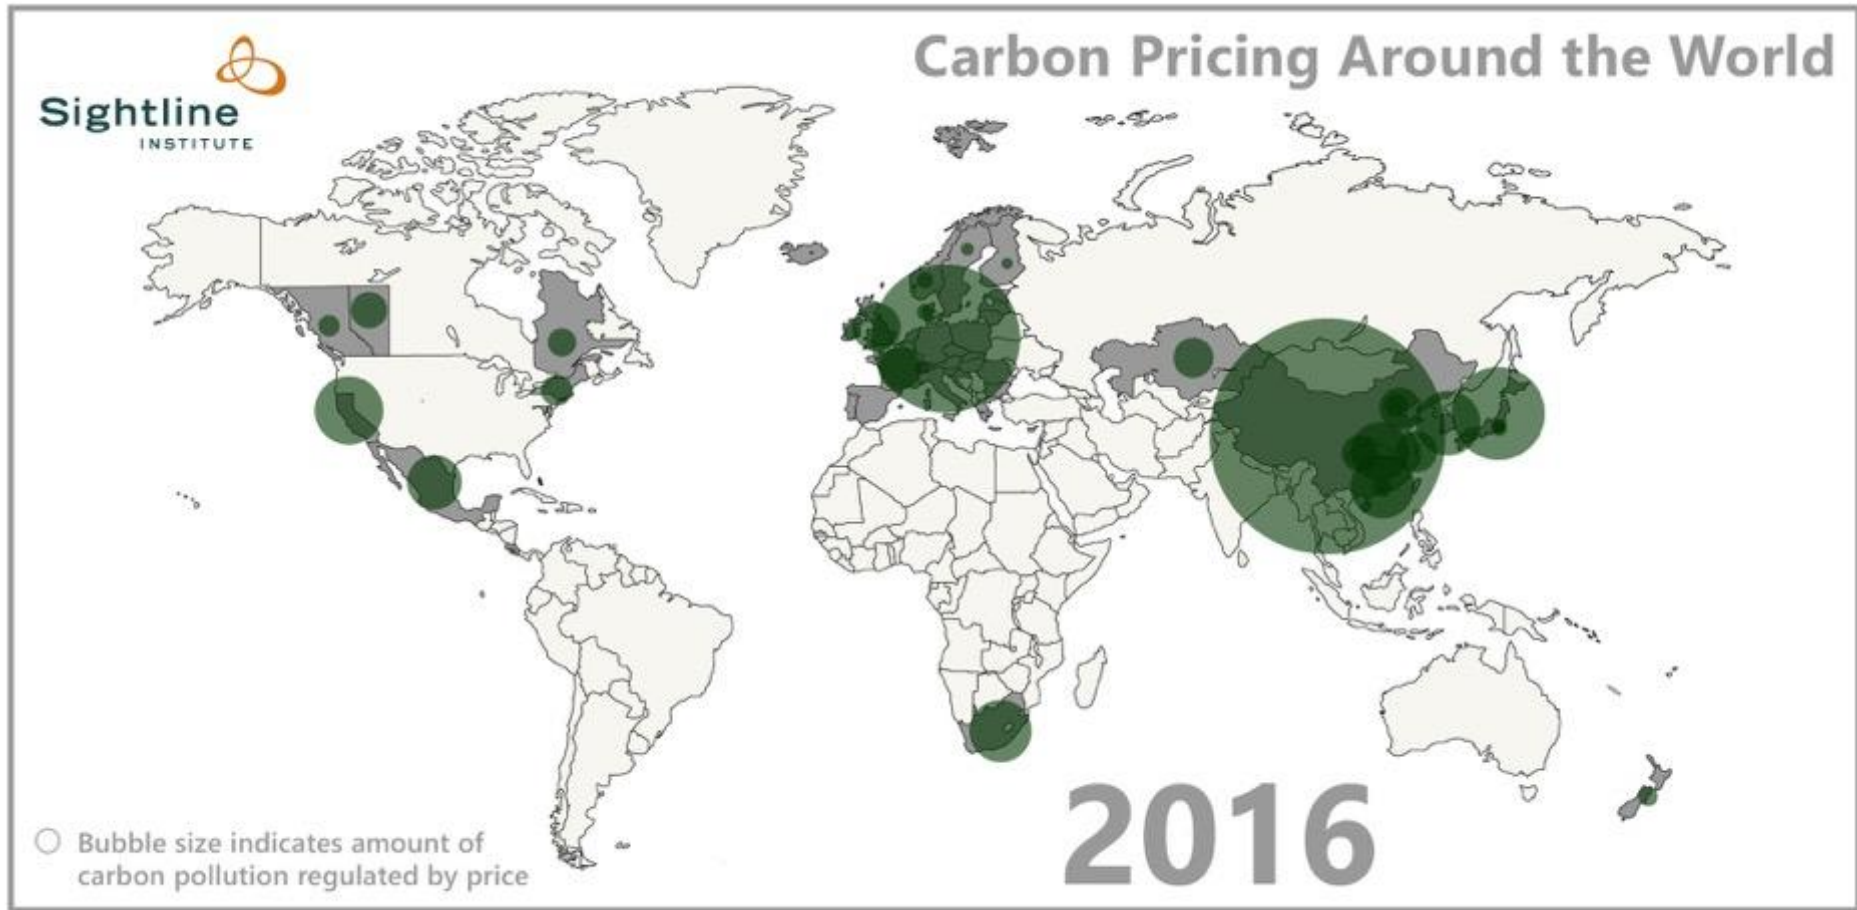 Carbon Pricing Around the World
Sightline
INSTITUTE
2016
Bubble size indicates amount of
carbon pollution regulated by price